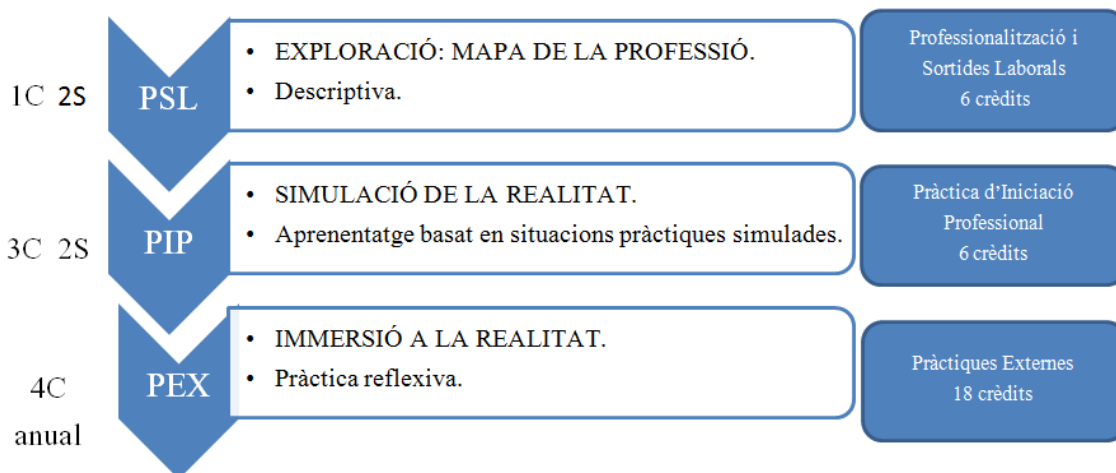 1C 2S
PSL
• EXPLORACIÓ: MAPA DE LA PROFESSIÓ.
• Descriptiva.
Professionalització i
Sortides Laborals
6 crèdits
3C 2S
PIP
• SIMULACIÓ DE LA REALITAT.
• Aprenentatge basat en situacions pràctiques simulades.
Pràctica d'Iniciació
Professional
6 crèdits
4C
anual
PEX
• IMMERSIÓ A LA REALITAT.
• Pràctica reflexiva.
Pràctiques Externes
18 crèdits